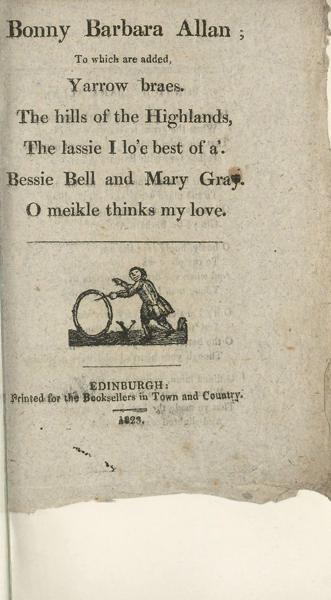 Bonny Barbara Allan ;
To which are added,
Yarrow braes.
The hills of the Highlands,
The lassie I lo'e best of a'.
Bessie Bell and Mary Gray.
O meikle thinks my love.
EDINBURGH:
Printed for the Booksellers in Town and Country.
1823.